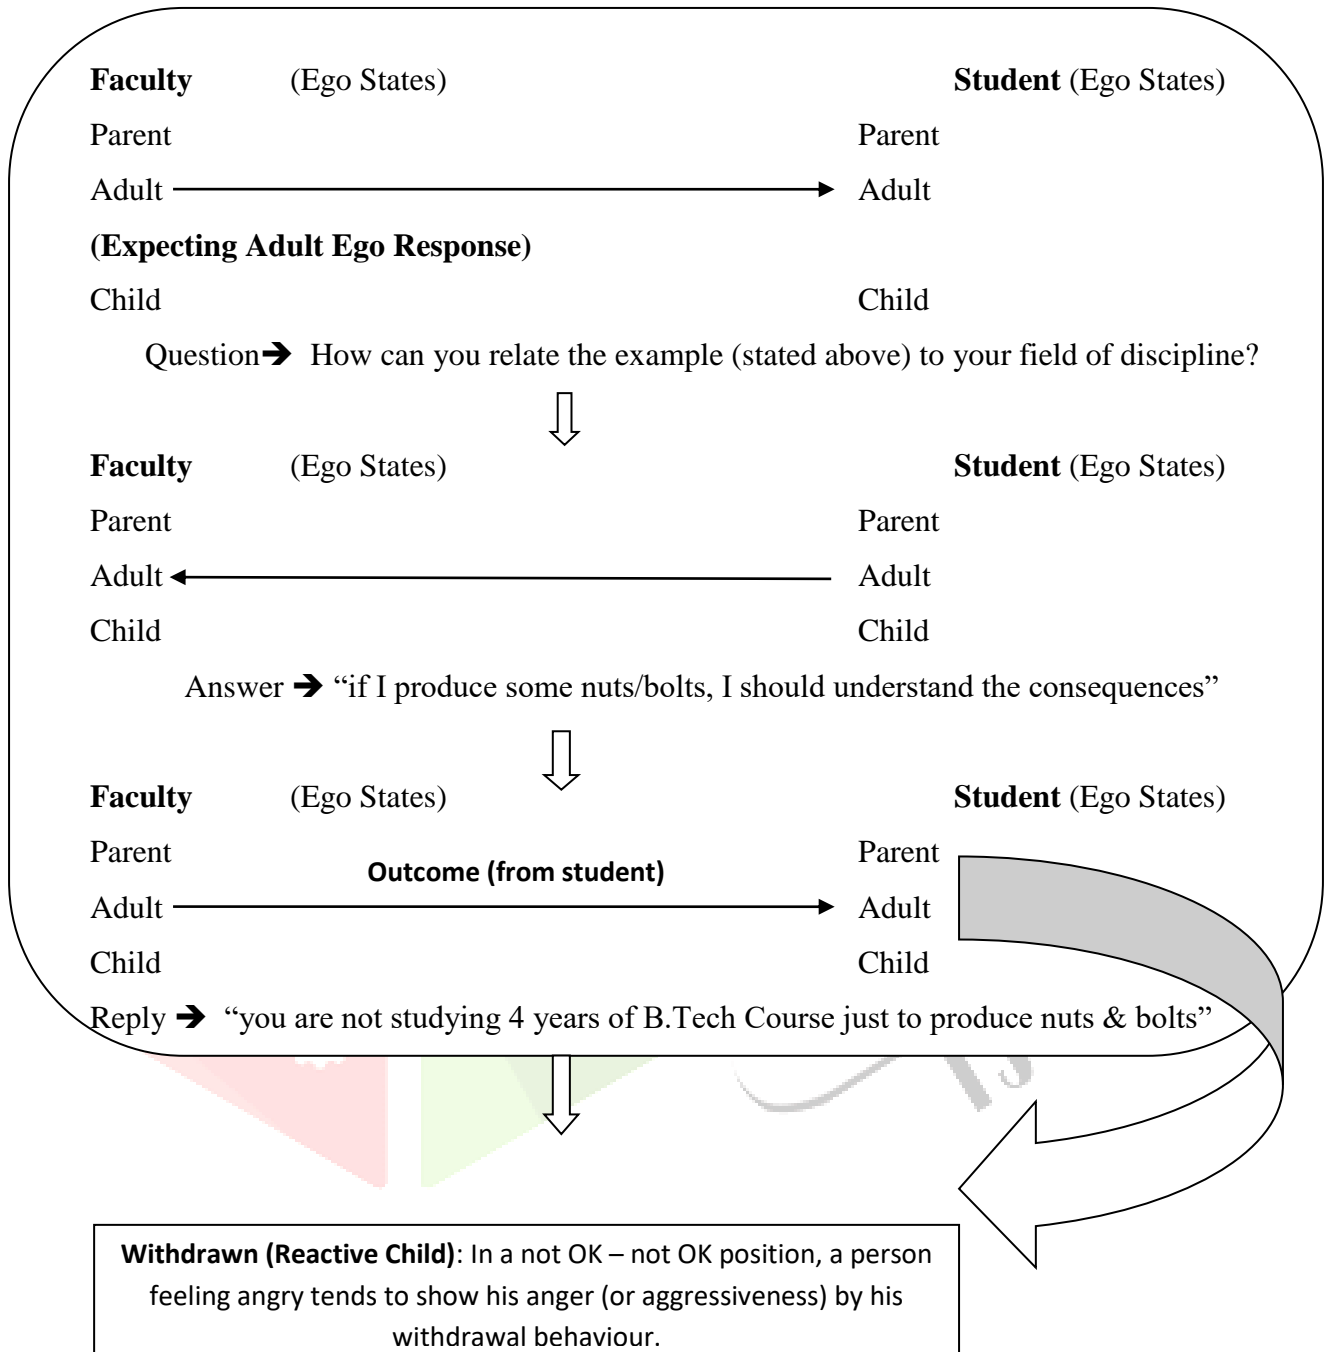 Faculty (Ego States) Student (Ego States)
Parent Parent
Adult Adult
(Expecting Adult Ego Response)
Child Child
Question➔ How can you relate the example (stated above) to your field of discipline?
Faculty (Ego States) Student (Ego States)
Parent Parent
Adult Adult
Child Child
Answer ➔ “if I produce some nuts/bolts, I should understand the consequences”
Faculty (Ego States) Student (Ego States)
Parent Parent
Outcome (from student)
Adult Adult
Child Child
Reply ➔ “you are not studying 4 years of B.Tech Course just to produce nuts & bolts”
Withdrawn (Reactive Child): In a not OK – not OK position, a person
feeling angry tends to show his anger (or aggressiveness) by his
withdrawal behaviour.